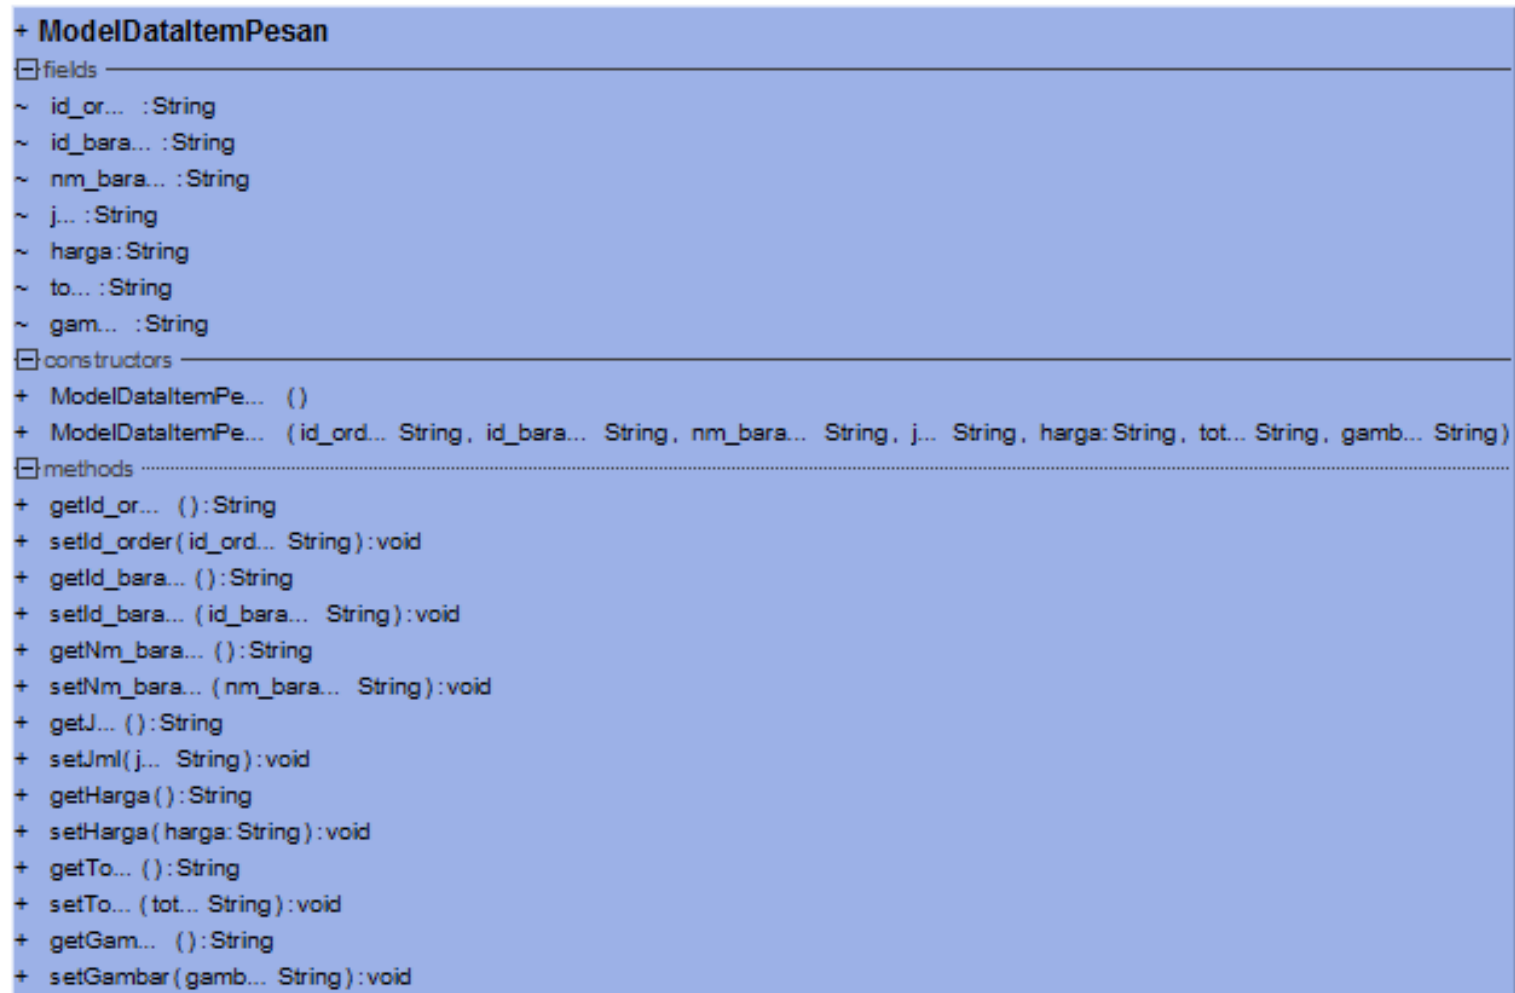 + ModelDataItemPesan
fields
~ id_or... :String
~ id_bara... :String
~ nm_bara... :String
~ j... :String
~ harga:String
~ to... :String
~ gam... :String
constructors
+ ModelDataItemPe... ()
+ ModelDataItemPe... (id_ord... String, id_bara... String, nm_bara... String, j... String, harga:String, tot... String, gamb... String)
methods
+ getId_or... ():String
+ setId_order(id_ord... String):void
+ getId_bara... ():String
+ setId_bara... (id_bara... String):void
+ getNm_bara... ():String
+ setNm_bara... (nm_bara... String):void
+ getJ... ():String
+ setJml(j... String):void
+ getHarga():String
+ setHarga(harga:String):void
+ getTo... ():String
+ setTo... (tot... String):void
+ getGam... ():String
+ setGambar(gamb... String):void